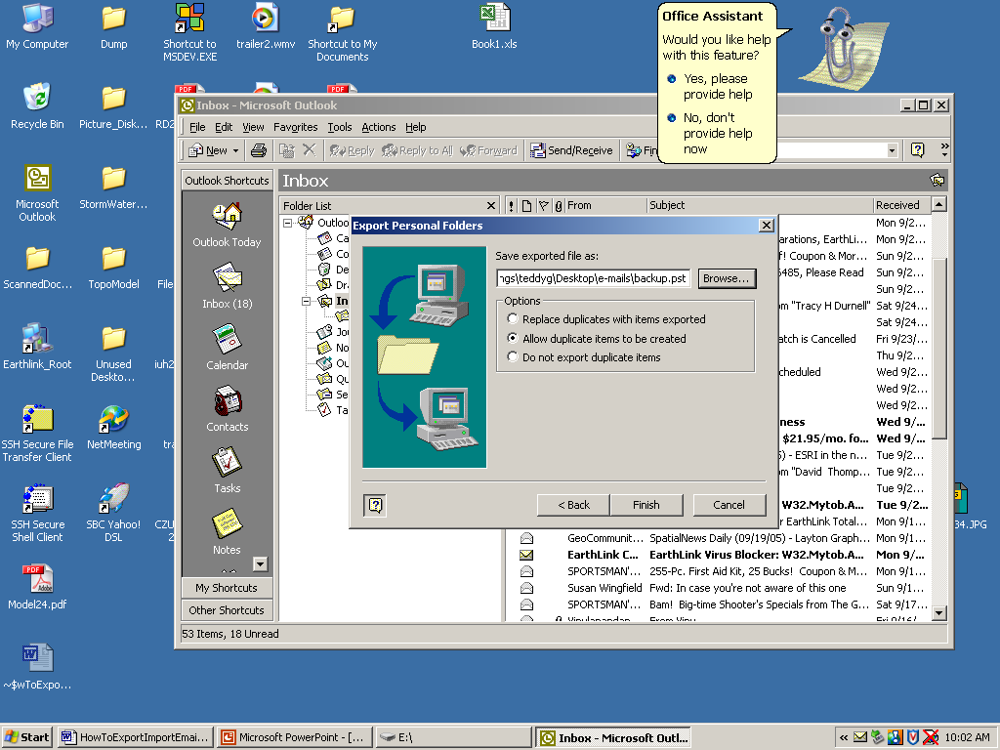 My Computer
Dump
Shortcut to
MSDEV.EXE
trailer2.wmv
Shortcut to My
Documents
Book1.xls
Office Assistant
Would you like help
with this feature?
Yes, please
provide help
No, don't
provide help
now
Recycle Bin
Picture_Disk...
RD2
PDF
PDF
Microsoft
Outlook
StormWater...
ScannedDoc...
TopoModel
File
Earthlink_Root
Unused
Deskto...
iuh2
SSH Secure File
Transfer Client
NetMeeting
tra
SSH Secure
Shell Client
SBC Yahoo!
DSL
CZU
2
PDF
Model24.pdf
~$wToExpo...
34.JPG
Inbox - Microsoft Outlook
File Edit View Favorites Tools Actions Help
New Reply Reply to All Forward Send/Receive Fin
Outlook Shortcuts
Inbox
Outlook Today
Inbox (18)
Calendar
Contacts
Tasks
Notes
My Shortcuts
Other Shortcuts
Folder List
Outloo
Ca
Co
De
Dr
In
Jo
No
Ou
Qu
Se
Ta
! From Subject Received
Mon 9/2...
arations, EarthLi... Mon 9/2...
f! Coupon & Mor... Sun 9/2...
65, Please Read Sun 9/2...
Sun 9/2...
om "Tracy H Durnell" Sat 9/24...
Sat 9/24...
atch is Cancelled Fri 9/23/...
Thu 9/2...
cheduled Wed 9/2...
Wed 9/2...
Wed 9/2...
ness Wed 9/...
$21.95/mo. fo... Wed 9/...
5) - ESRI in the n... Tue 9/2...
om "David Thomp... Tue 9/2...
Tue 9/2...
W32.Mytob.A... Tue 9/2...
r EarthLink Total... Mon 9/1...
GeoCommunit... SpatialNews Daily (09/19/05) - Layton Graph... Mon 9/1...
EarthLink C... EarthLink Virus Blocker: W32.Mytob.A... Mon 9/...
SPORTSMAN'... 255-Pc. First Aid Kit, 25 Bucks! Coupon & M... Mon 9/1...
Susan Wingfield Fwd: In case you're not aware of this one Sun 9/1...
SPORTSMAN'... Bam! Big-time Shooter's Specials from The G... Sat 9/17...
Vipulanandan From Vipu Fri 9/16/
53 Items, 18 Unread
Export Personal Folders
Save exported file as:
ngs\teddyg\Desktop\e-mails\backup.pst
Browse...
Options
Replace duplicates with items exported
Allow duplicate items to be created
Do not export duplicate items
< Back Finish Cancel
Start HowToExportImportEmai... Microsoft PowerPoint - [... E:\ Inbox - Microsoft Outl... « 10:02 AM